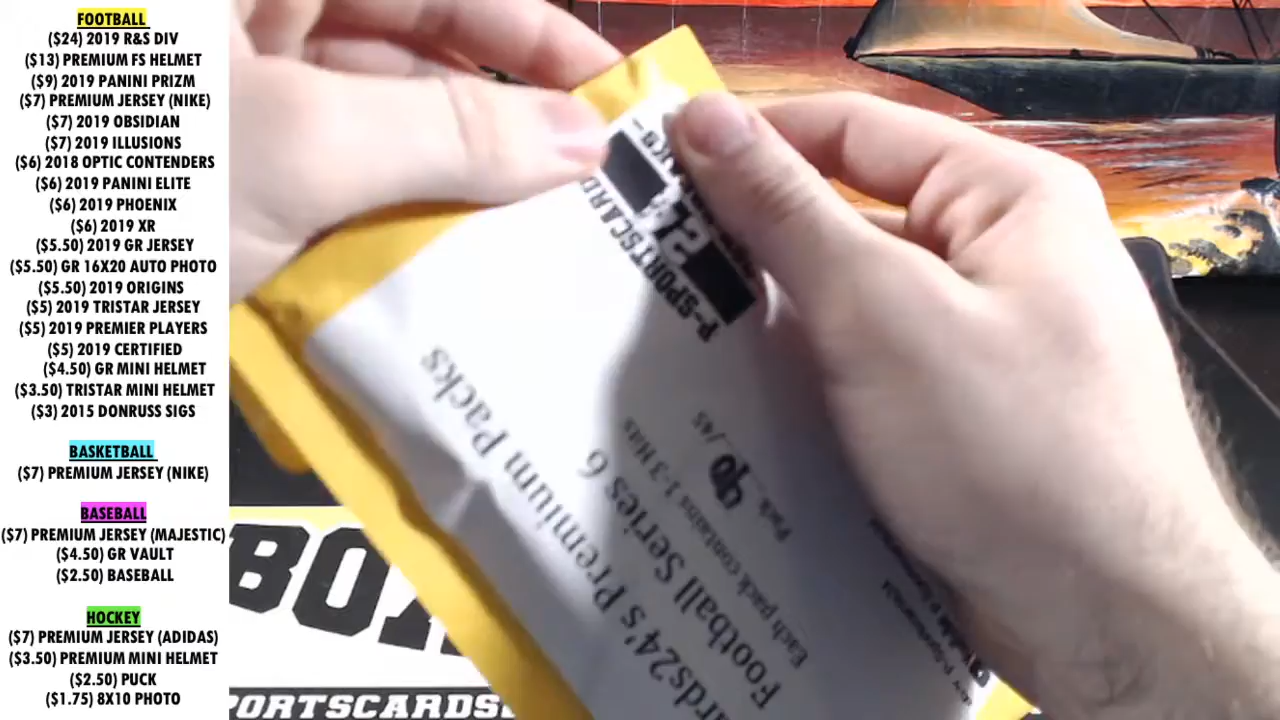 FOOTBALL
($24) 2019 R&S DIV
($13) PREMIUM FS HELMET
($9) 2019 PANINI PRIZM
($7) PREMIUM JERSEY (NIKE)
($7) 2019 OBSIDIAN
($7) 2019 ILLUSIONS
($6) 2018 OPTIC CONTENDERS
($6) 2019 PANINI ELITE
($6) 2019 PHOENIX
($6) 2019 XR
($5.50) 2019 GR JERSEY
($5.50) GR 16X20 AUTO PHOTO
($5.50) 2019 ORIGINS
($5) 2019 TRISTAR JERSEY
($5) 2019 PREMIER PLAYERS
($5) 2019 CERTIFIED
($4.50) GR MINI HELMET
($3.50) TRISTAR MINI HELMET
($3) 2015 DONRUSS SIGS
BASKETBALL
($7) PREMIUM JERSEY (NIKE)
BASEBALL
($7) PREMIUM JERSEY (MAJESTIC)
($4.50) GR VAULT
($2.50) BASEBALL
HOCKEY
($7) PREMIUM JERSEY (ADIDAS)
($3.50) PREMIUM MINI HELMET
($2.50) PUCK
($1.75) 8X10 PHOTO
P-SPORTSCARD
24
ards24's Premium Packs
Football Series 6
Each pack contains 1-3 Hits
Pack /45
BO
PORTSCARDS